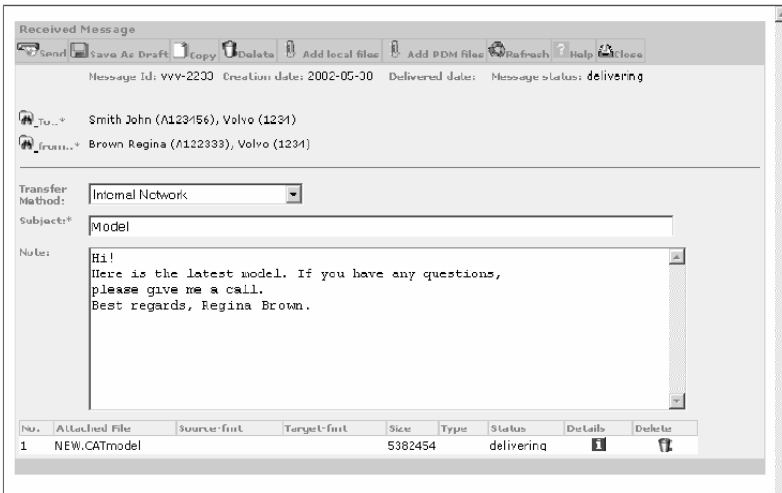 Received Message
Send Save As Draft Copy Delete Add local files Add PDM files Refresh Help Close
Message Id: VVV-2233 Creation date: 2002-05-30 Delivered date: Message status: delivering
To..* Smith John (A123456), Volvo (1234)
from..* Brown Regina (A122333), Volvo (1234)
Transfer
Method: Internal Network
Subject:* Model
Note: Hi!
Here is the latest model. If you have any questions,
please give me a call.
Best regards, Regina Brown.
No. Attached File Source-fmt Target-fmt Size Type Status Details Delete
1 NEW.CATmodel 5382454 delivering